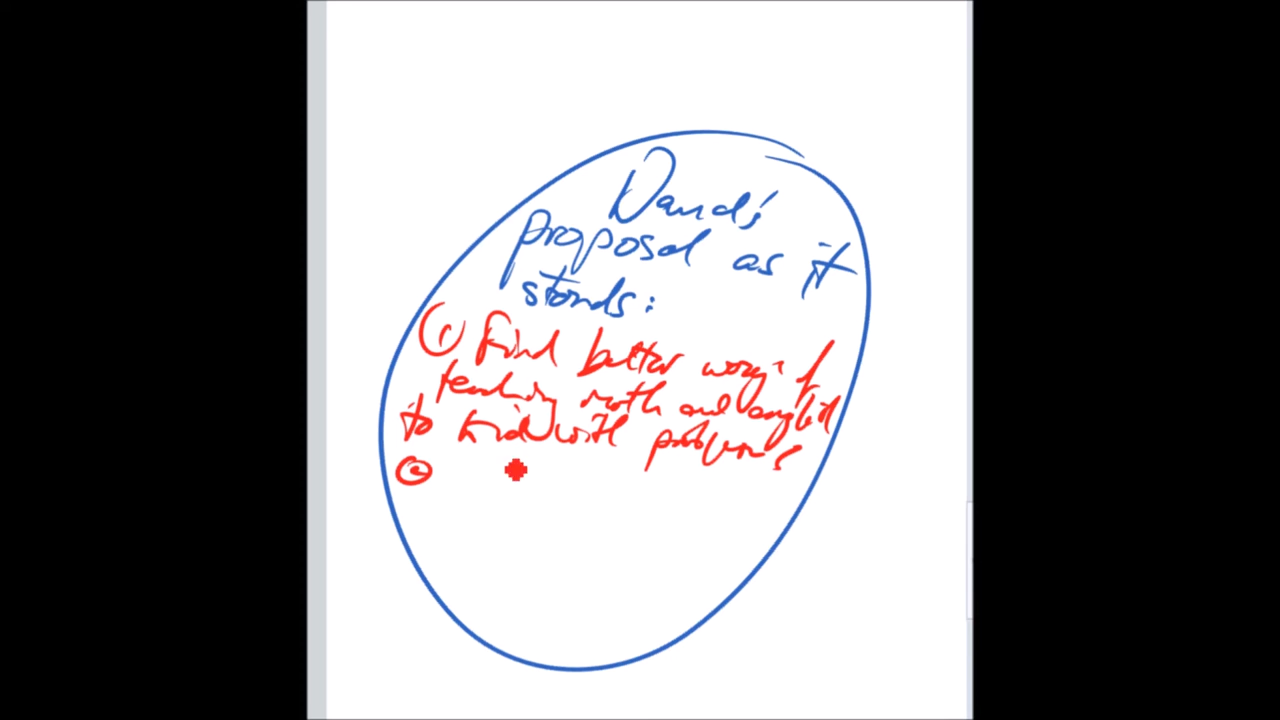 David's
proposal as it
stands:
① Find better ways of
teaching math and english
to kids with problems
②